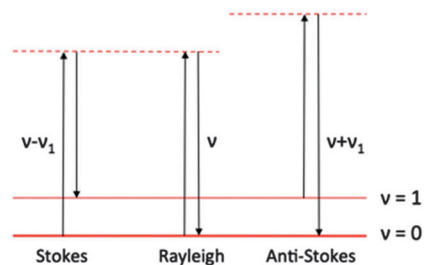 ν-ν₁
ν
ν+ν₁
ν = 1
ν = 0
Stokes
Rayleigh
Anti-Stokes